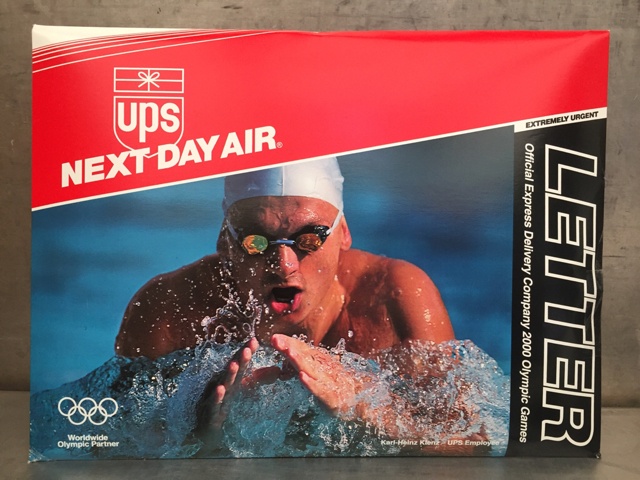 ups
NEXT DAY AIR®
EXTREMELY URGENT
LETTER
Official Express Delivery Company 2000 Olympic Games
Worldwide
Olympic Partner
Karl-Heinz Klenz - UPS Employee